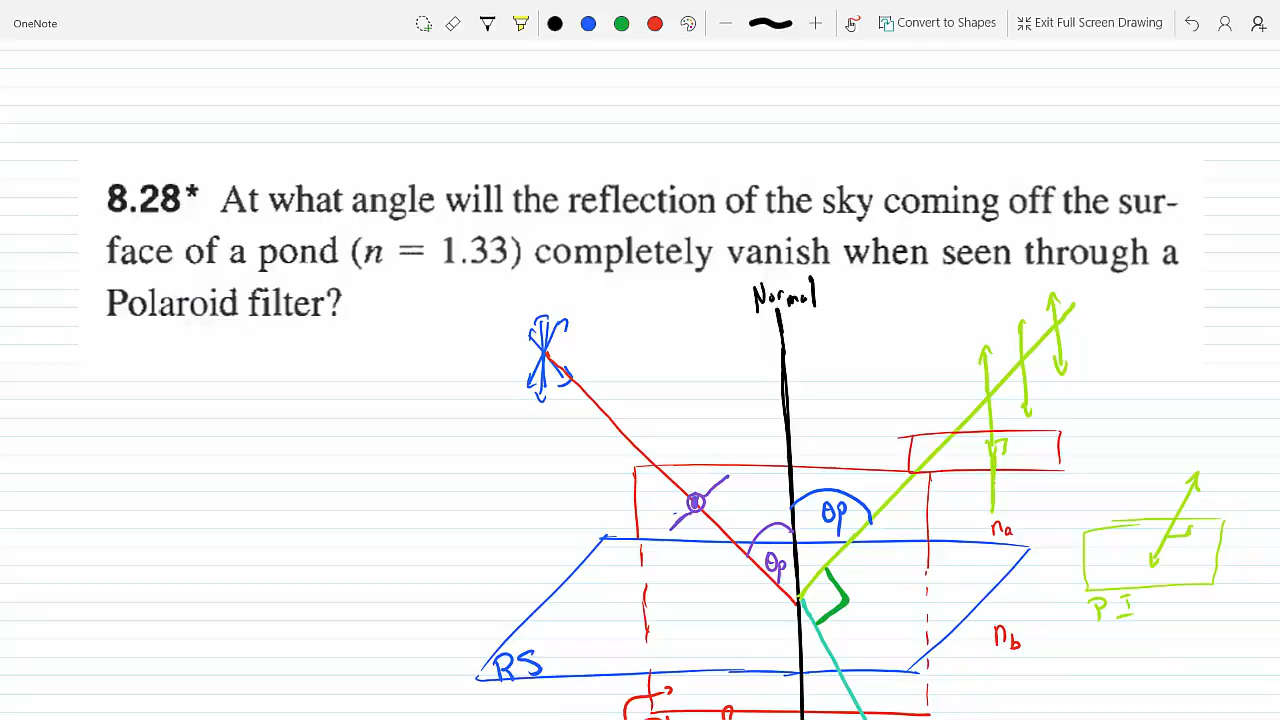 OneNote
Convert to Shapes
Exit Full Screen Drawing
8.28* At what angle will the reflection of the sky coming off the sur-
face of a pond (n = 1.33) completely vanish when seen through a
Polaroid filter?
Normal
θp
θp
na
nb
RS
PI